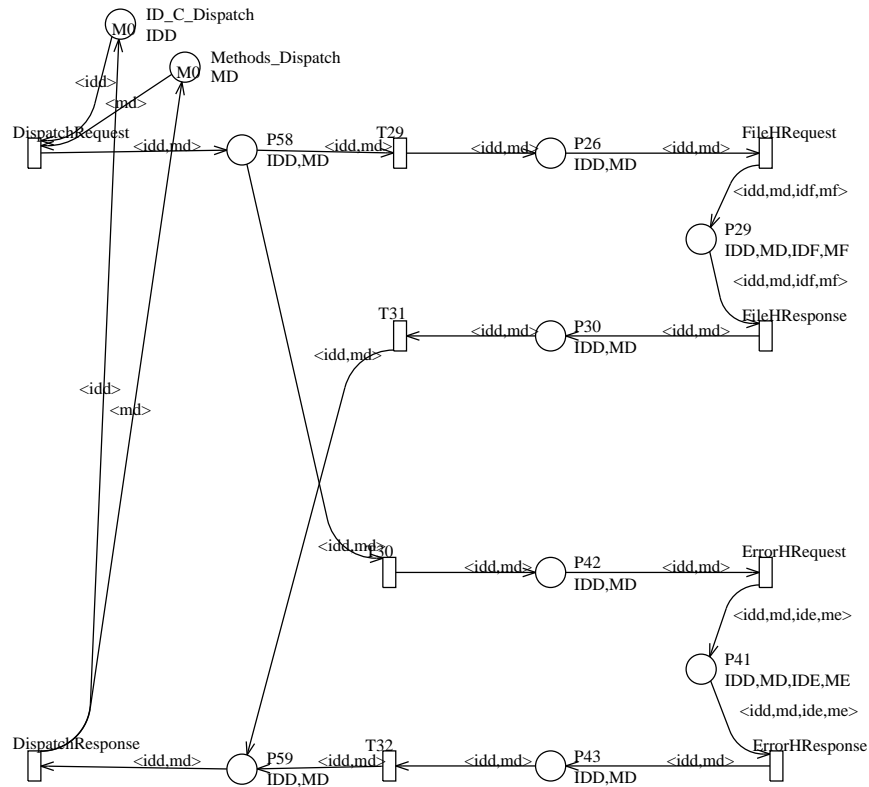 ID_C_Dispatch
M0
IDD
Methods_Dispatch
M0
MD
<idd>
<md>
DispatchRequest
<idd,md>
P58
IDD,MD
<idd,md>
T29
<idd,md>
P26
IDD,MD
<idd,md>
FileHRequest
<idd,md,idf,mf>
P29
IDD,MD,IDF,MF
<idd,md,idf,mf>
T31
<idd,md>
<idd,md>
P30
IDD,MD
<idd,md>
FileHResponse
<idd>
<md>
<idd,md>
T30
<idd,md>
P42
IDD,MD
<idd,md>
ErrorHRequest
<idd,md,ide,me>
P41
IDD,MD,IDE,ME
<idd,md,ide,me>
DispatchResponse
<idd,md>
P59
IDD,MD
<idd,md>
T32
<idd,md>
P43
IDD,MD
<idd,md>
ErrorHResponse